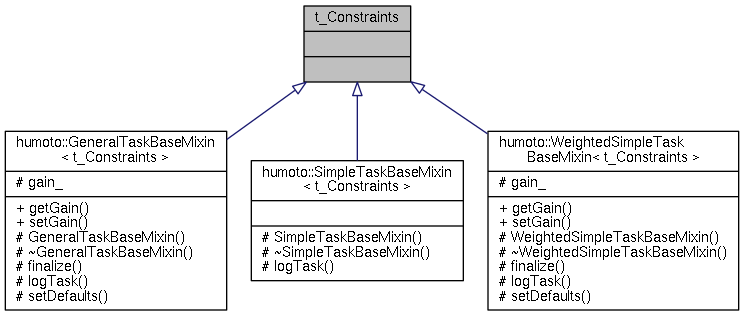 t_Constraints
humoto::GeneralTaskBaseMixin
< t_Constraints >
# gain_
+ getGain()
+ setGain()
# GeneralTaskBaseMixin()
# ~GeneralTaskBaseMixin()
# finalize()
# logTask()
# setDefaults()
humoto::SimpleTaskBaseMixin
< t_Constraints >
# SimpleTaskBaseMixin()
# ~SimpleTaskBaseMixin()
# logTask()
humoto::WeightedSimpleTask
BaseMixin< t_Constraints >
# gain_
+ getGain()
+ setGain()
# WeightedSimpleTaskBaseMixin()
# ~WeightedSimpleTaskBaseMixin()
# finalize()
# logTask()
# setDefaults()